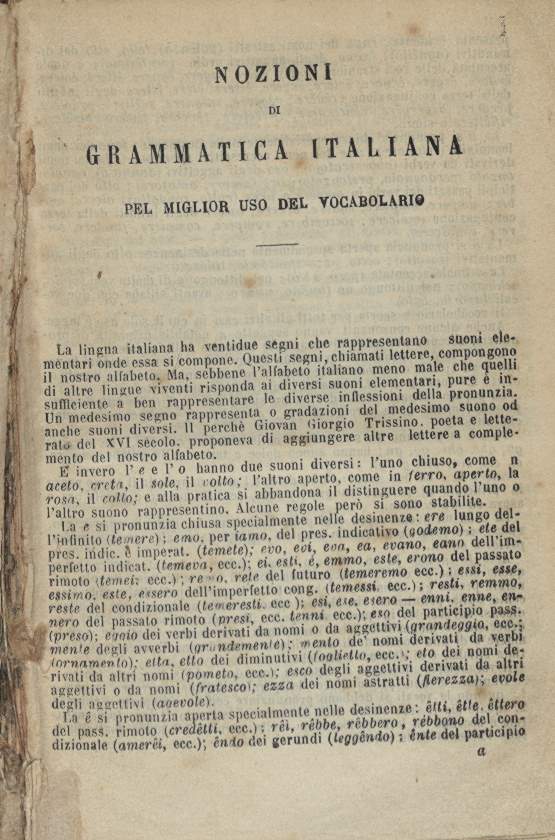 NOZIONI
DI
GRAMMATICA ITALIANA
PEL MIGLIOR USO DEL VOCABOLARIO
La lingua italiana ha ventidue segni che rappresentano suoni ele-
mentari onde essa si compone. Questi segni, chiamati lettere, compongono
il nostro alfabeto. Ma, sebbene l'alfabeto italiano meno male che quelli
di altre lingue viventi risponda ai diversi suoni elementari, pure è in-
sufficiente a ben rappresentare le diverse inflessioni della pronunzia.
Un medesimo segno rappresenta o gradazioni del medesimo suono od
anche suoni diversi. Il perchè Giovan Giorgio Trissino, poeta e lette-
rato del XVI secolo, proponeva di aggiungere altre lettere a comple-
mento del nostro alfabeto.
E invero l'e e l'o hanno due suoni diversi: l'uno chiuso, come n
aceto, creta, il sole, il volto; l'altro aperto, come in ferro, aperto, la
rosa, il collo; e alla pratica si abbandona il distinguere quando l'uno o
l'altro suono rappresentino. Alcune regole però si sono stabilite.
La e si pronunzia chiusa specialmente nelle desinenze: ere lungo del-
l'infinito (temere); emo, per iamo, del pres. indicativo (godemo); ete del
pres. indic. e imperat. (temete); evo, evi, eva, ea, evano, eano dell'im-
perfetto indicat. (temeva, ecc.); ei, esti, é, emmo, este, erono del passato
rimoto (temei; ecc.); remo, rete del futuro (temeremo ecc.); essi, esse,
essimo, este, essero dell'imperfetto cong. (temessi, ecc.); resti, remmo,
reste del condizionale (temeresti, ecc); esi, ese, esero — enni, enne, en-
nero del passato rimoto (presi, ecc. tenni ecc.); eso del participio pass.
(preso); eggio dei verbi derivati da nomi o da aggettivi (grandeggio, ecc.;
mente degli avverbi (grandemente); mento de' nomi derivati da verbi
(ornamento); etta, etto dei diminutivi (foglietto, ecc.); eto dei nomi de-
rivati da altri nomi (pometo, ecc.); esco degli aggettivi derivati da altri
aggettivi o da nomi (fratesco); ezza dei nomi astratti (fierezza); evole
degli aggettivi (agevole).
La ê si pronunzia aperta specialmente nelle desinenze: êtti, êtte, êttero
del pass. rimoto (credêtti, ecc.); rêi, rêbbe, rêbbero, rêbbono del con-
dizionale (amerêi, ecc.); êndo dei gerundi (leggêndo); ênte del participio
a